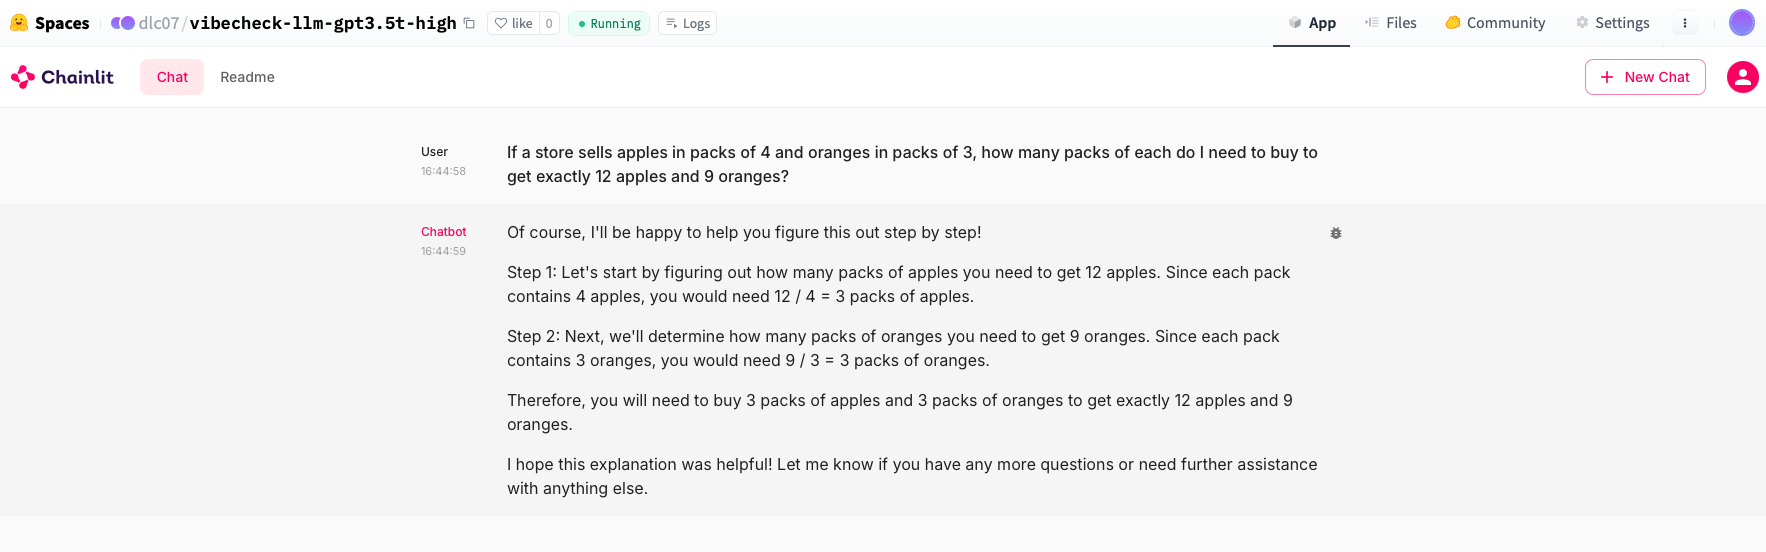 Spaces dlc07/vibecheck-llm-gpt3.5t-high like 0 Running Logs App Files Community Settings
Chainlit Chat Readme New Chat
User
16:44:58
If a store sells apples in packs of 4 and oranges in packs of 3, how many packs of each do I need to buy to
get exactly 12 apples and 9 oranges?
Chatbot
16:44:59
Of course, I'll be happy to help you figure this out step by step!
Step 1: Let's start by figuring out how many packs of apples you need to get 12 apples. Since each pack
contains 4 apples, you would need 12 / 4 = 3 packs of apples.
Step 2: Next, we'll determine how many packs of oranges you need to get 9 oranges. Since each pack
contains 3 oranges, you would need 9 / 3 = 3 packs of oranges.
Therefore, you will need to buy 3 packs of apples and 3 packs of oranges to get exactly 12 apples and 9
oranges.
I hope this explanation was helpful! Let me know if you have any more questions or need further assistance
with anything else.